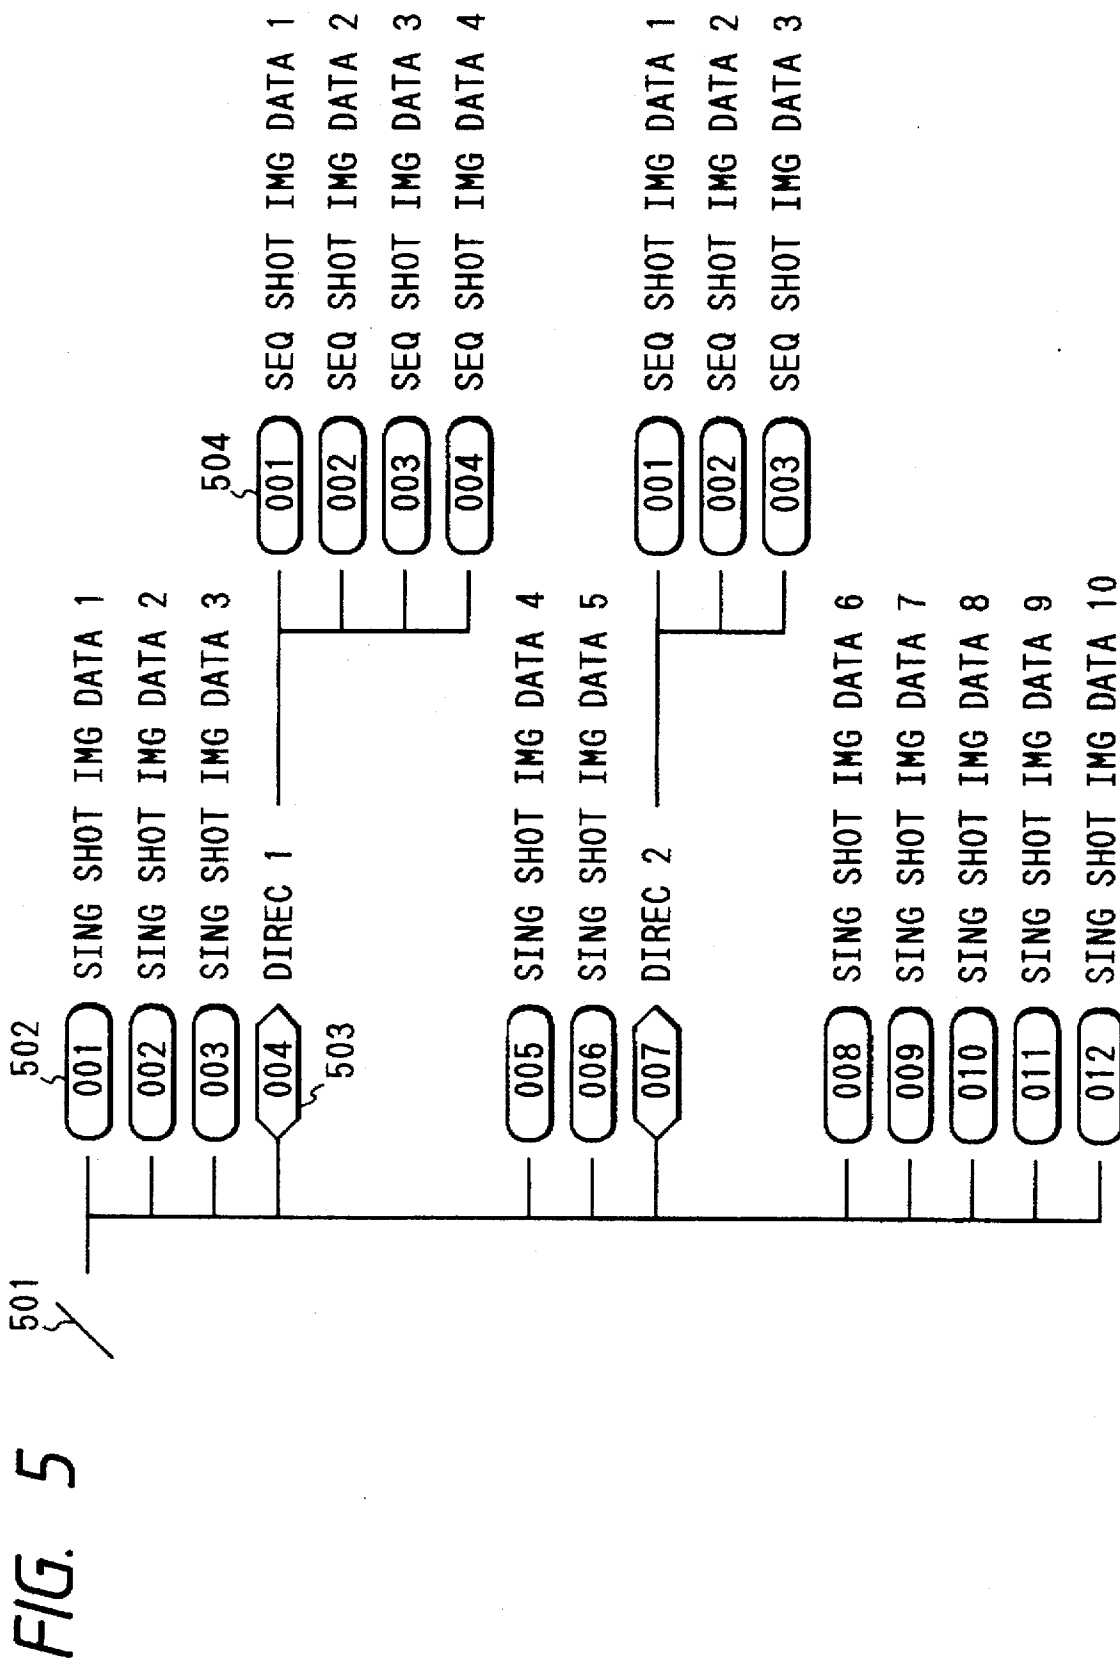 FIG. 5
501
502
001 SING SHOT IMG DATA 1
002 SING SHOT IMG DATA 2
003 SING SHOT IMG DATA 3
004 DIREC 1
503
504
001 SEQ SHOT IMG DATA 1
002 SEQ SHOT IMG DATA 2
003 SEQ SHOT IMG DATA 3
004 SEQ SHOT IMG DATA 4
005 SING SHOT IMG DATA 4
006 SING SHOT IMG DATA 5
007 DIREC 2
001 SEQ SHOT IMG DATA 1
002 SEQ SHOT IMG DATA 2
003 SEQ SHOT IMG DATA 3
008 SING SHOT IMG DATA 6
009 SING SHOT IMG DATA 7
010 SING SHOT IMG DATA 8
011 SING SHOT IMG DATA 9
012 SING SHOT IMG DATA 10